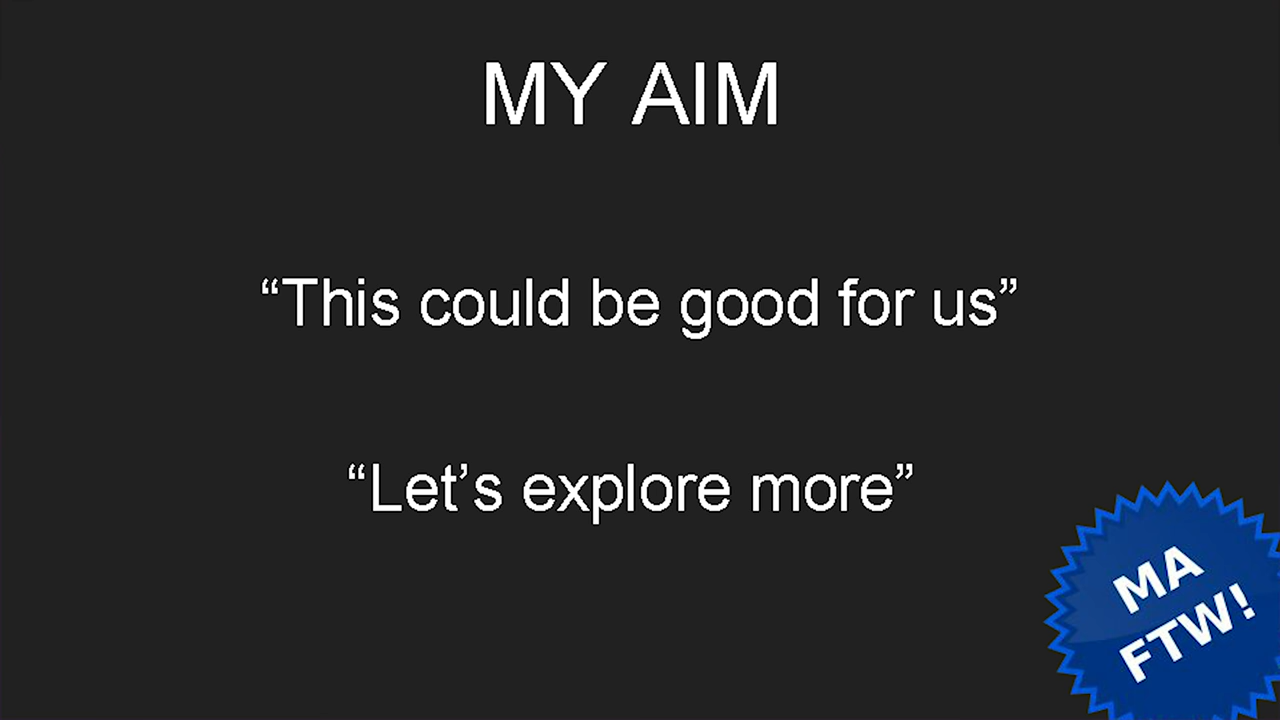 MY AIM
“This could be good for us”
“Let’s explore more”
MA
FTW!